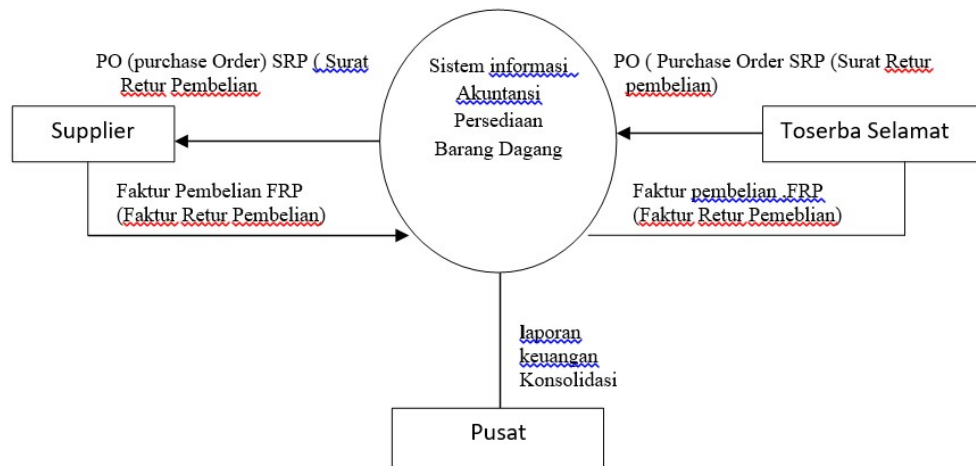 PO (purchase Order) SRP ( Surat
Retur Pembelian
Sistem informasi
Akuntansi
Persediaan
Barang Dagang
PO ( Purchase Order SRP (Surat Retur
pembelian)
Supplier
Toserba Selamat
Faktur Pembelian FRP
(Faktur Retur Pembelian)
Faktur pembelian ,FRP
(Faktur Retur Pemeblian)
laporan
keuangan
Konsolidasi
Pusat